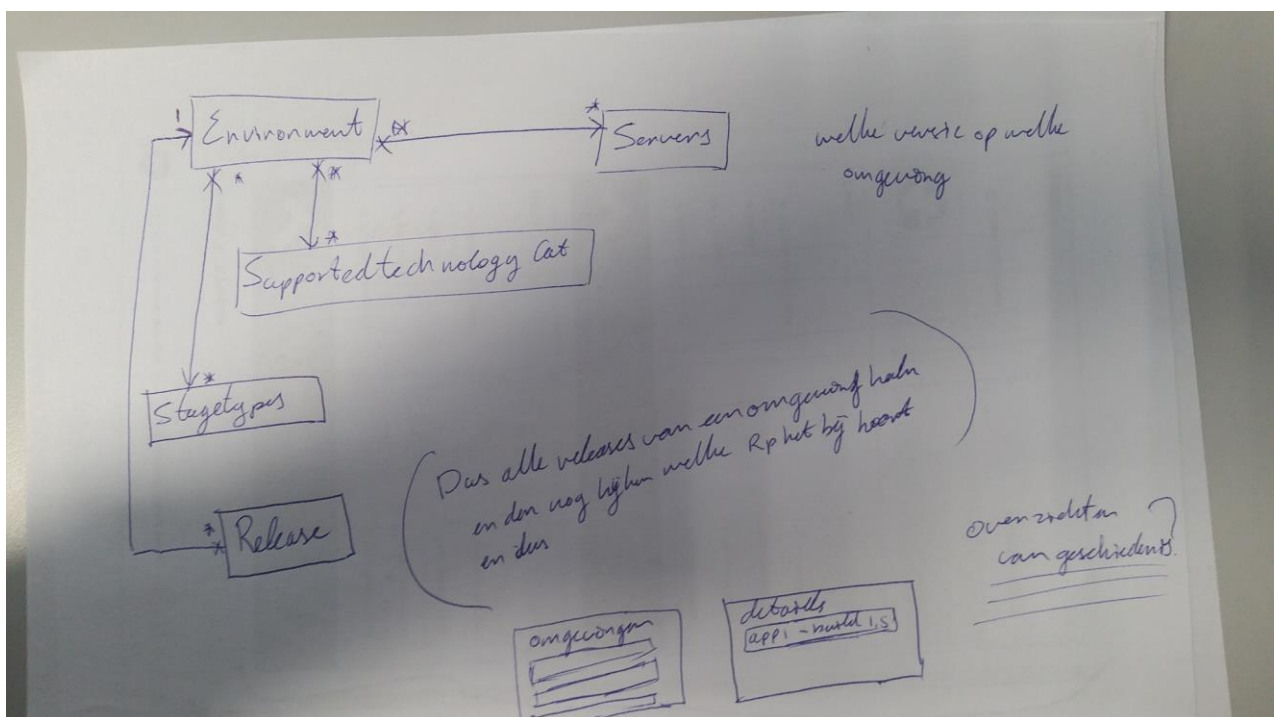 1
Environment
*
*
Servers
welke versie op welke
omgeving
*
*
*
Supportedtechnology Cat
*
Stagetypes
*
Release
Dus alle releases van een omgeving halen
en dan nog kijken welke Rp het bij hoort
en dus
overzichten
van geschiedenis?
omgevingen
details
app1 - build 1.5